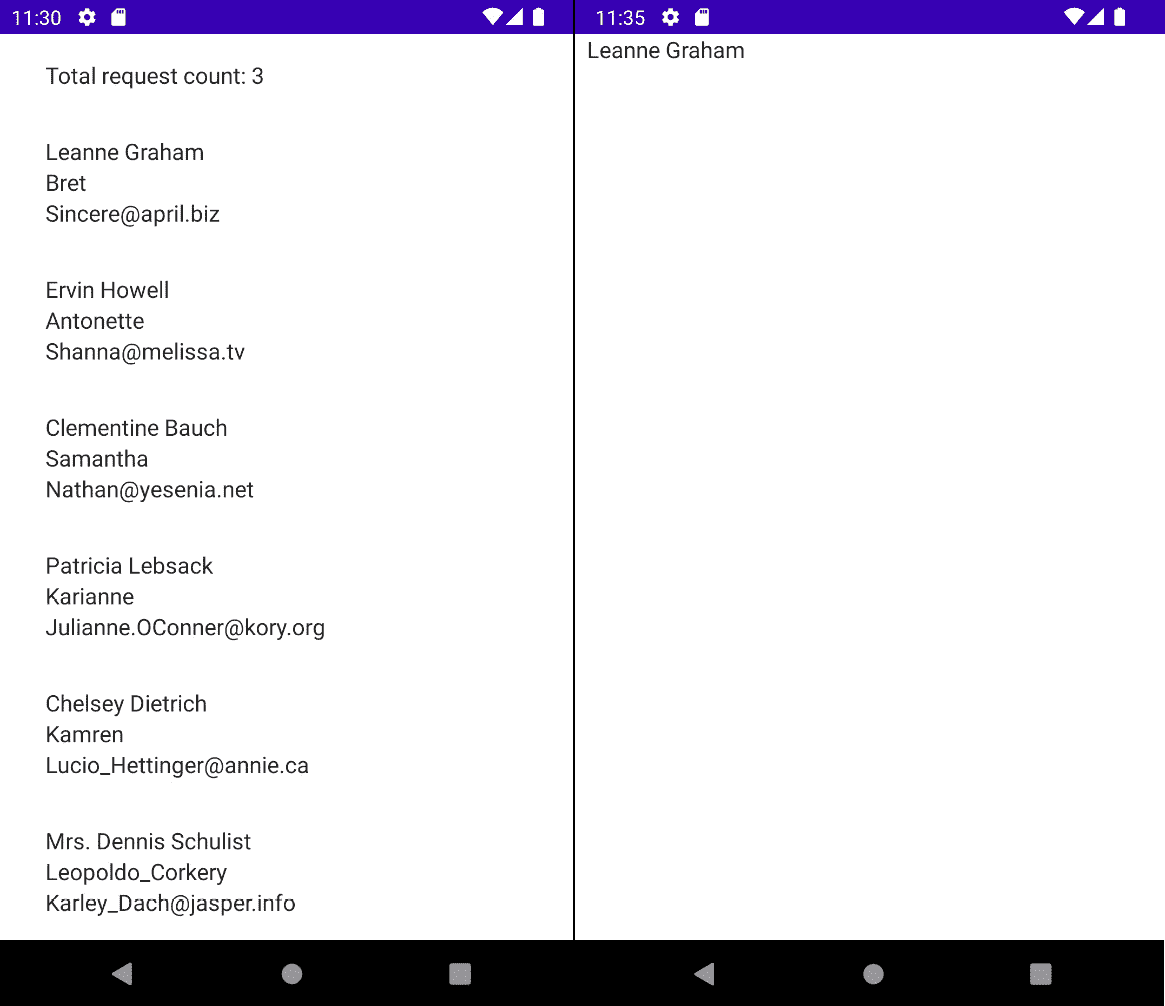 11:30
Total request count: 3
Leanne Graham
Bret
Sincere@april.biz
Ervin Howell
Antonette
Shanna@melissa.tv
Clementine Bauch
Samantha
Nathan@yesenia.net
Patricia Lebsack
Karianne
Julianne.OConner@kory.org
Chelsey Dietrich
Kamren
Lucio_Hettinger@annie.ca
Mrs. Dennis Schulist
Leopoldo_Corkery
Karley_Dach@jasper.info
11:35
Leanne Graham